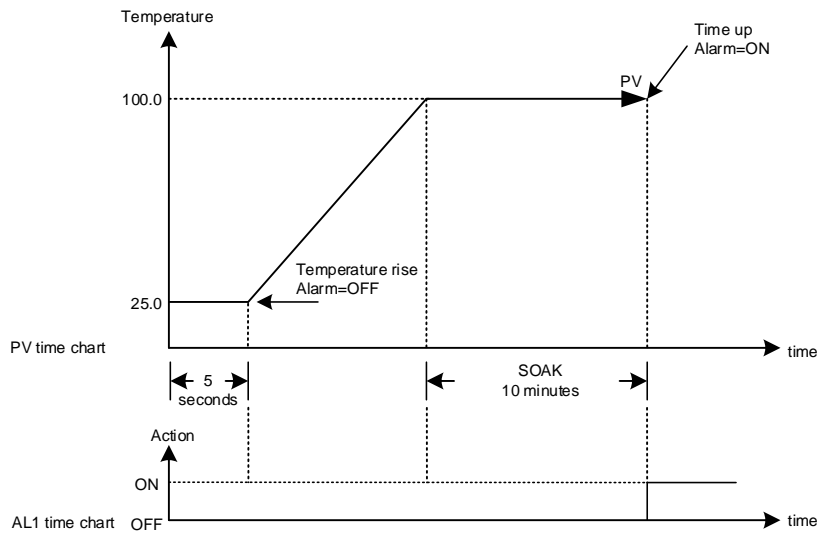 Temperature
Time up
Alarm=ON
PV
100.0
Temperature rise
Alarm=OFF
25.0
PV time chart
time
5
seconds
SOAK
10 minutes
Action
ON
AL1 time chart OFF
time